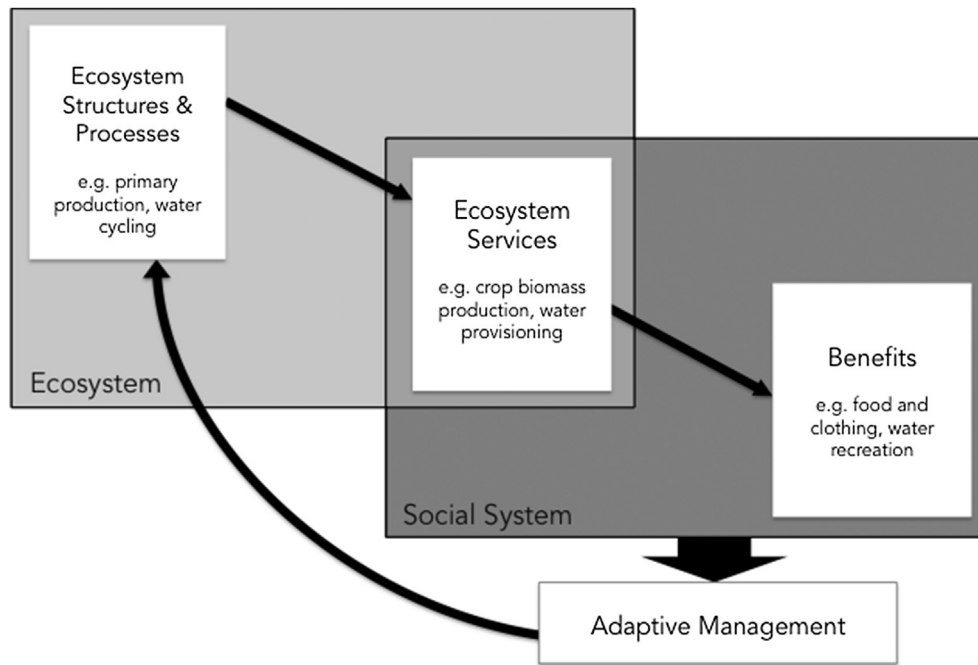 Ecosystem
Structures &
Processes
e.g. primary
production, water
cycling
Ecosystem
Ecosystem
Services
e.g. crop biomass
production, water
provisioning
Benefits
e.g. food and
clothing, water
recreation
Social System
Adaptive Management